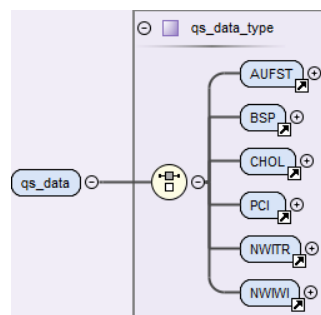 qs_data_type
AUFST
BSP
CHOL
qs_data
PCI
NWITR
NWIWI